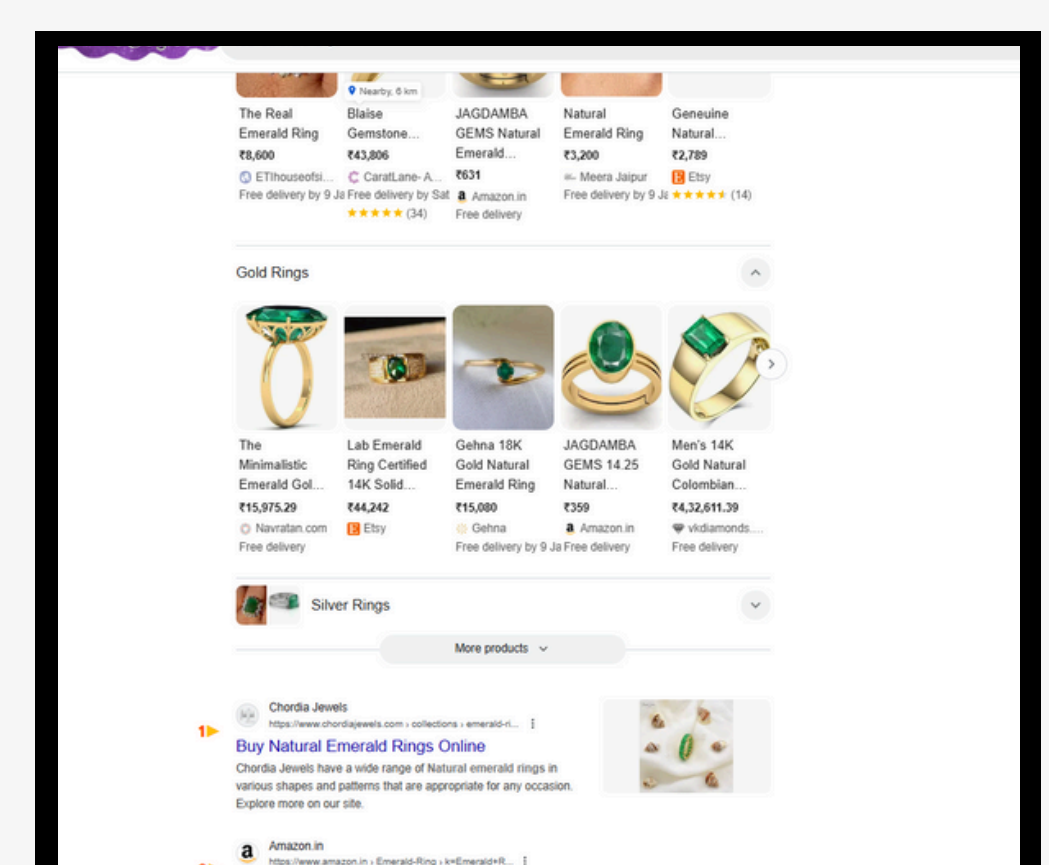 Nearby, 6 km
The Real
Emerald Ring
₹8,600
ETIhouseofsi...
Free delivery by 9 Ja
Blaise
Gemstone...
₹43,806
CaratLane- A...
Free delivery by Sat
(34)
JAGDAMBA
GEMS Natural
Emerald...
₹631
Amazon.in
Free delivery
Natural
Emerald Ring
₹3,200
Meera Jaipur
Free delivery by 9 Ja
Geneuine
Natural...
₹2,789
Etsy
(14)
Gold Rings
The
Minimalistic
Emerald Gol...
₹15,975.29
Navratan.com
Free delivery
Lab Emerald
Ring Certified
14K Solid...
₹44,242
Etsy
Gehna 18K
Gold Natural
Emerald Ring
₹15,080
Gehna
Free delivery by 9 Ja
JAGDAMBA
GEMS 14.25
Natural...
₹359
Amazon.in
Free delivery
Men's 14K
Gold Natural
Colombian...
₹4,32,611.39
vkdiamonds....
Free delivery
Silver Rings
More products
Chordia Jewels
https://www.chordiajewels.com › collections › emerald-ri...
1
Buy Natural Emerald Rings Online
Chordia Jewels have a wide range of Natural emerald rings in
various shapes and patterns that are appropriate for any occasion.
Explore more on our site.
a Amazon.in
https://www.amazon.in › Emerald-Ring › k=Emerald+R...